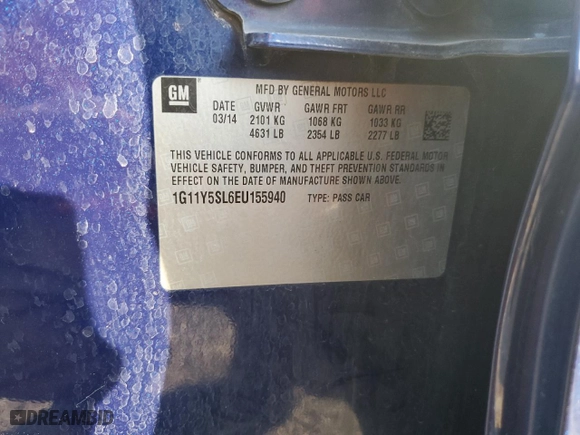 GM
MFD BY GENERAL MOTORS LLC
DATE GVWR GAWR FRT GAWR RR
03/14 2101 KG 1068 KG 1033 KG
4631 LB 2354 LB 2277 LB
THIS VEHICLE CONFORMS TO ALL APPLICABLE U.S. FEDERAL MOTOR
VEHICLE SAFETY, BUMPER, AND THEFT PREVENTION STANDARDS IN
EFFECT ON THE DATE OF MANUFACTURE SHOWN ABOVE.
1G11Y5SL6EU155940 TYPE: PASS CAR
DREAMBID